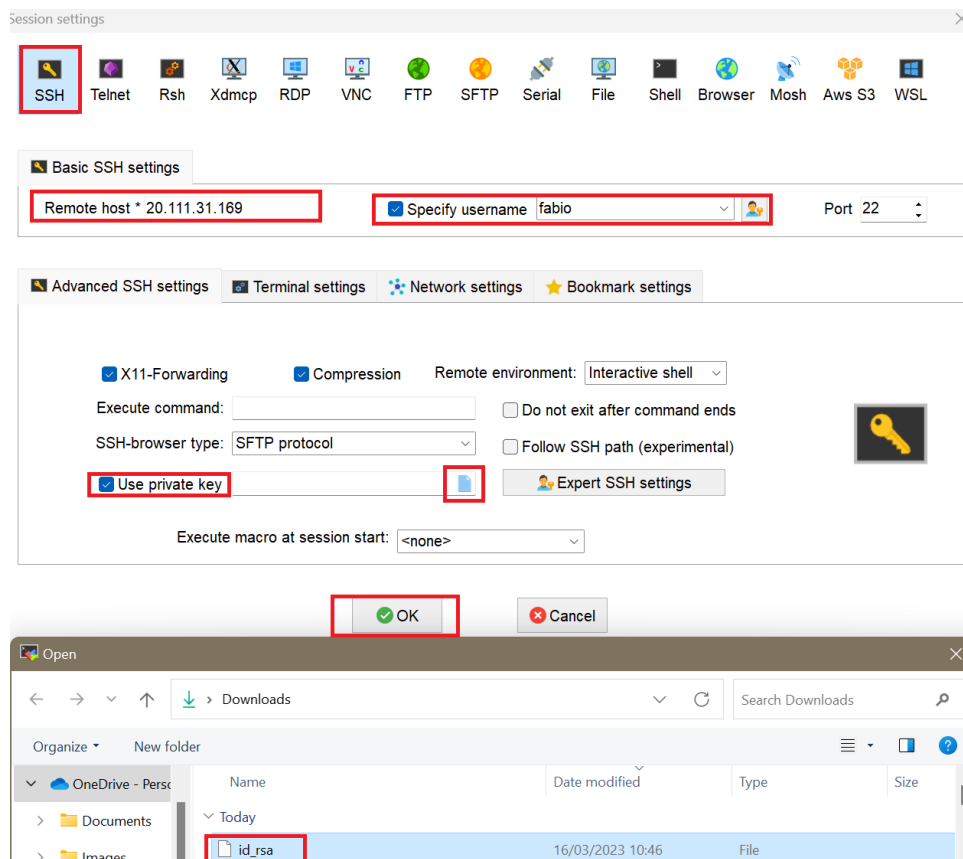 Session settings
SSH Telnet Rsh Xdmcp RDP VNC FTP SFTP Serial File Shell Browser Mosh Aws S3 WSL
Basic SSH settings
Remote host * 20.111.31.169 Specify username fabio Port 22
Advanced SSH settings Terminal settings Network settings Bookmark settings
X11-Forwarding Compression Remote environment: Interactive shell
Execute command: Do not exit after command ends
SSH-browser type: SFTP protocol Follow SSH path (experimental)
Use private key Expert SSH settings
Execute macro at session start: <none>
OK Cancel
Open
Downloads Search Downloads
Organize New folder
OneDrive - Perso Name Date modified Type Size
Today
Documents
id_rsa 16/03/2023 10:46 File
Images